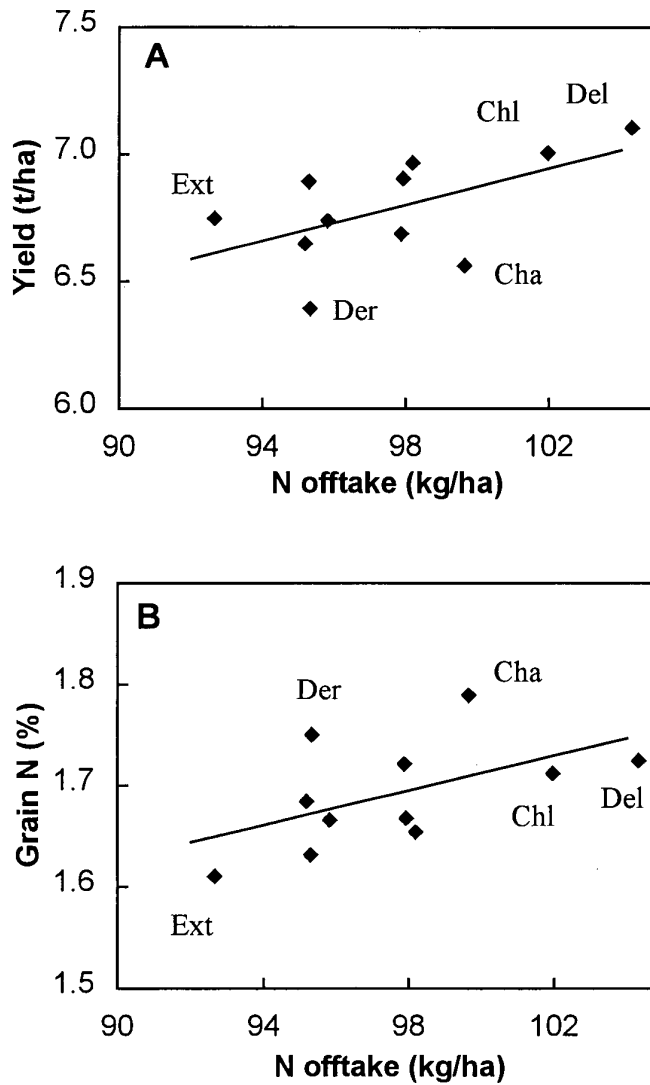 7.5
A
Chl
Del
7.0
Ext
Yield (t/ha)
6.5
Cha
Der
6.0
90
94
98
102
N offtake (kg/ha)
1.9
B
1.8
Der
Cha
Grain N (%)
1.7
Chl
Del
1.6
Ext
1.5
90
94
98
102
N offtake (kg/ha)